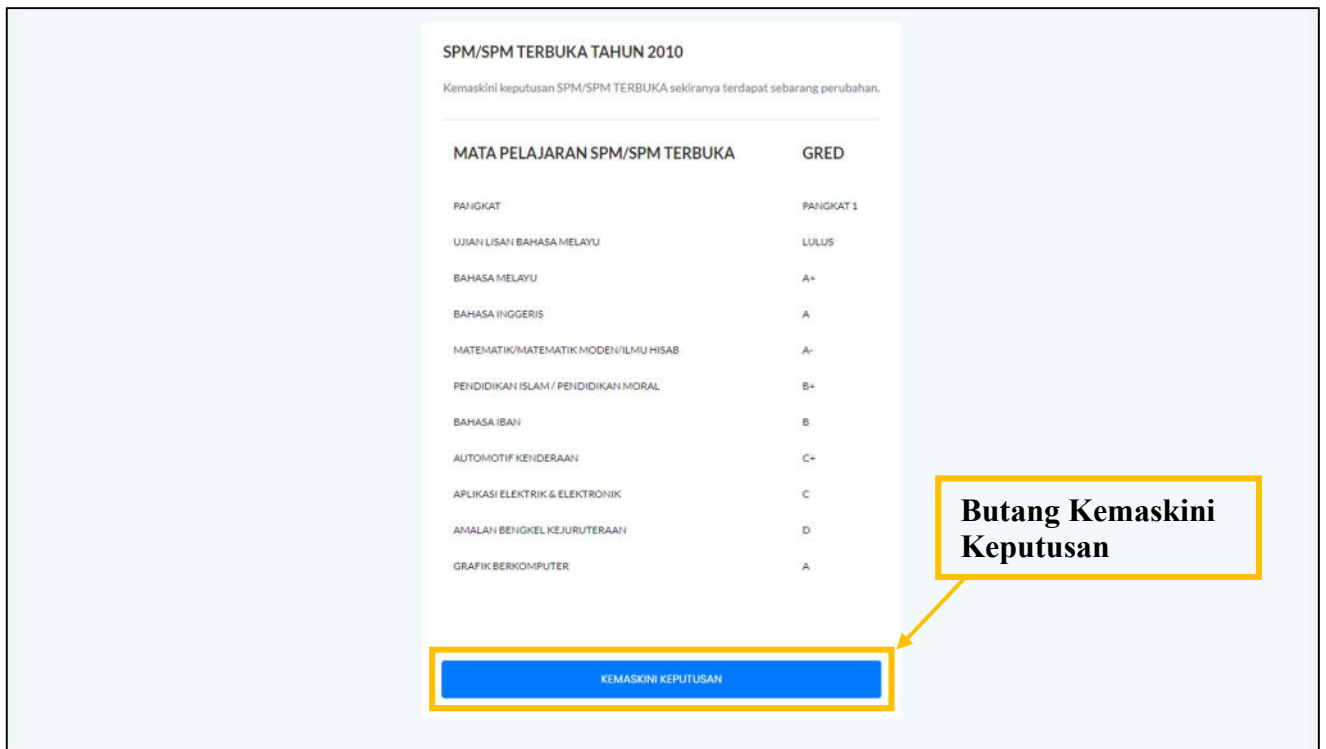 SPM/SPM TERBUKA TAHUN 2010
Kemaskini keputusan SPM/SPM TERBUKA sekiranya terdapat sebarang perubahan.
MATA PELAJARAN SPM/SPM TERBUKA GRED
PANGKAT PANGKAT 1
UJIAN LISAN BAHASA MELAYU LULUS
BAHASA MELAYU A+
BAHASA INGGERIS A
MATEMATIK/MATEMATIK MODEN/ILMU HISAB A-
PENDIDIKAN ISLAM / PENDIDIKAN MORAL B+
BAHASA IBAN B
AUTOMOTIF KENDERAAN C+
APLIKASI ELEKTRIK & ELEKTRONIK C
AMALAN BENGKEL KEJURUTERAAN D
GRAFIK BERKOMPUTER A
Butang Kemaskini
Keputusan
KEMASKINI KEPUTUSAN